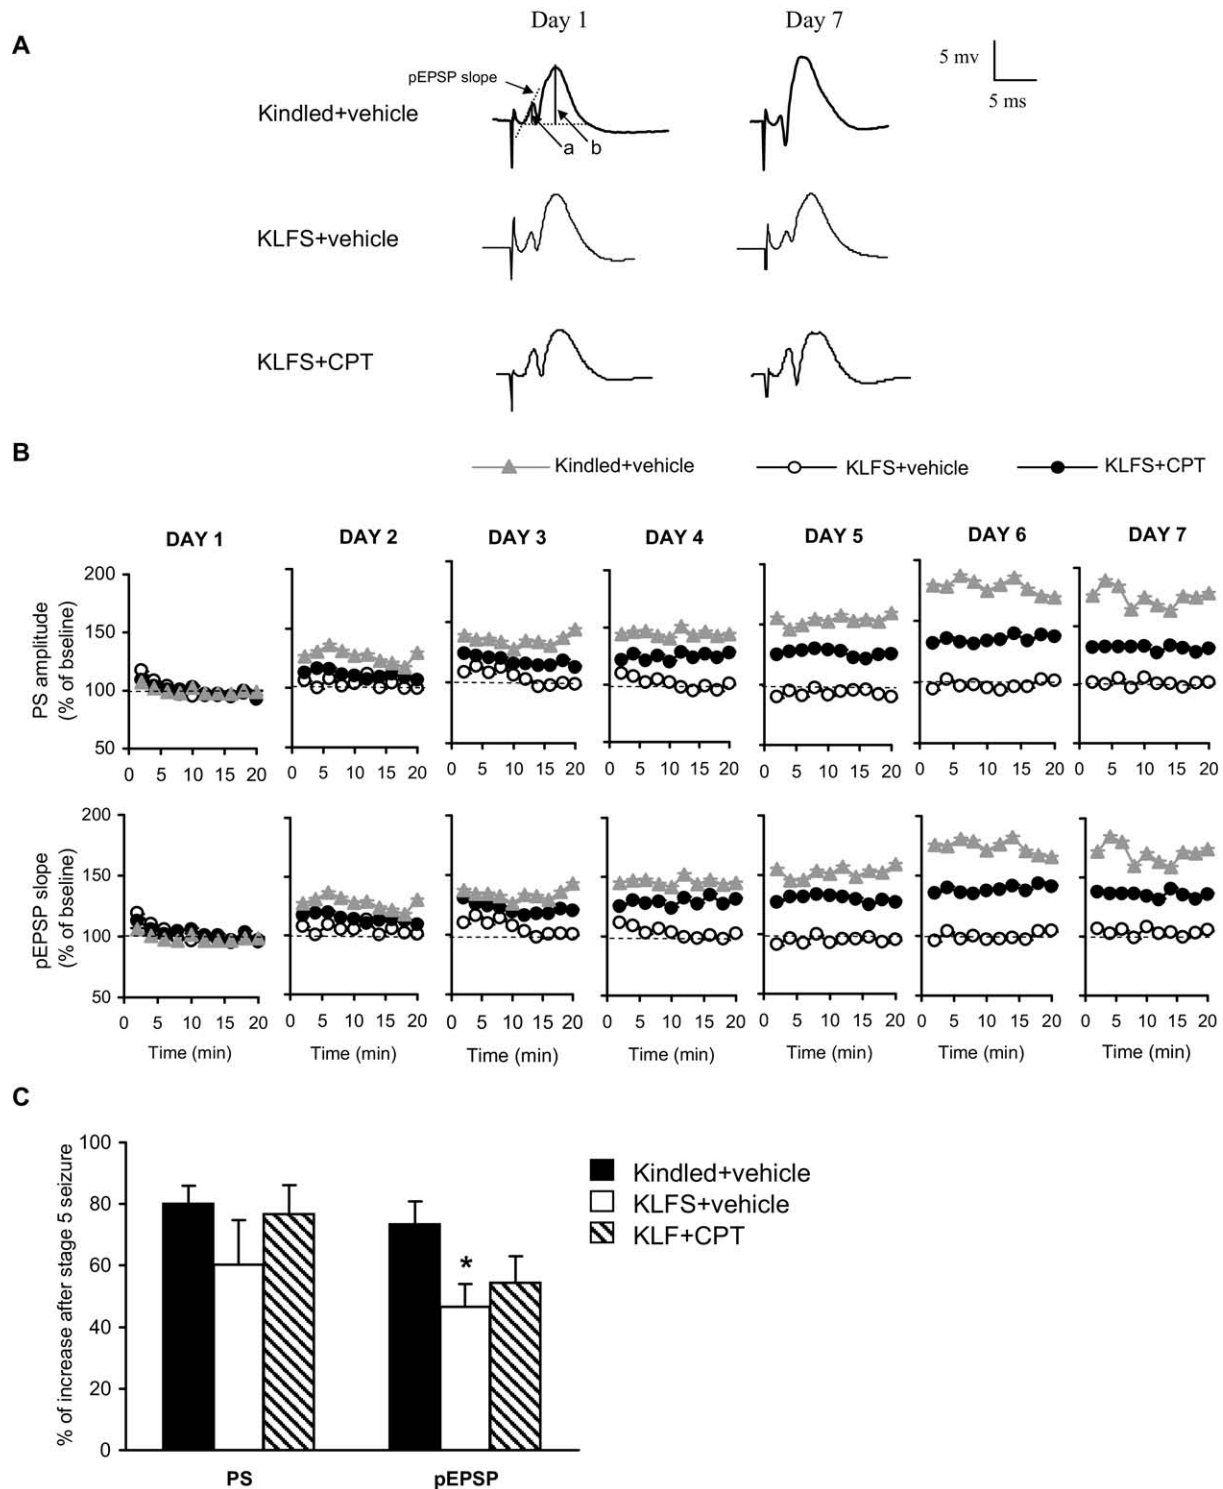 A
Day 1
Day 7
5 mv
5 ms
pEPSP slope
Kindled+vehicle
a
b
KLFS+vehicle
KLFS+CPT
B
Kindled+vehicle
KLFS+vehicle
KLFS+CPT
DAY 1
DAY 2
DAY 3
DAY 4
DAY 5
DAY 6
DAY 7
PS amplitude
(% of bseline)
200
150
100
50
0 5 10 15 20
0 5 10 15 20
0 5 10 15 20
0 5 10 15 20
0 5 10 15 20
0 5 10 15 20
0 5 10 15 20
pEPSP slope
(% of bseline)
200
150
100
50
0 5 10 15 20
0 5 10 15 20
0 5 10 15 20
0 5 10 15 20
0 5 10 15 20
0 5 10 15 20
0 5 10 15 20
Time (min)
Time (min)
Time (min)
Time (min)
Time (min)
Time (min)
Time (min)
C
% of increase after stage 5 seizure
100
80
60
40
20
0
*
Kindled+vehicle
KLFS+vehicle
KLF+CPT
PS
pEPSP